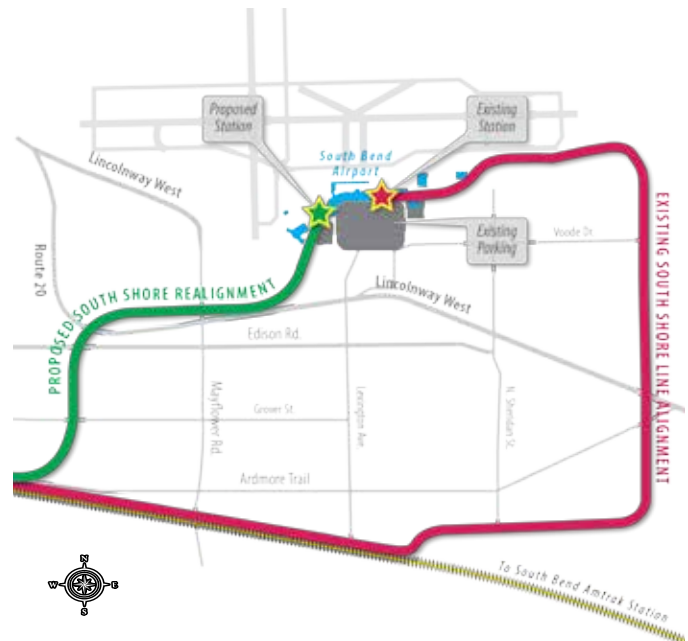 Proposed
Station
Existing
Station
South Bend
Airport
Lincolnway West
Existing
Parking
Voode Dr.
Route 20
Lincolnway West
PROPOSED SOUTH SHORE REALIGNMENT
EXISTING SOUTH SHORE LINE ALIGNMENT
Edison Rd.
Mayflower Rd.
Lexington Ave.
N. Sheridan St.
Grover St.
Ardmore Trail
To South Bend Amtrak Station
N
W
E
S